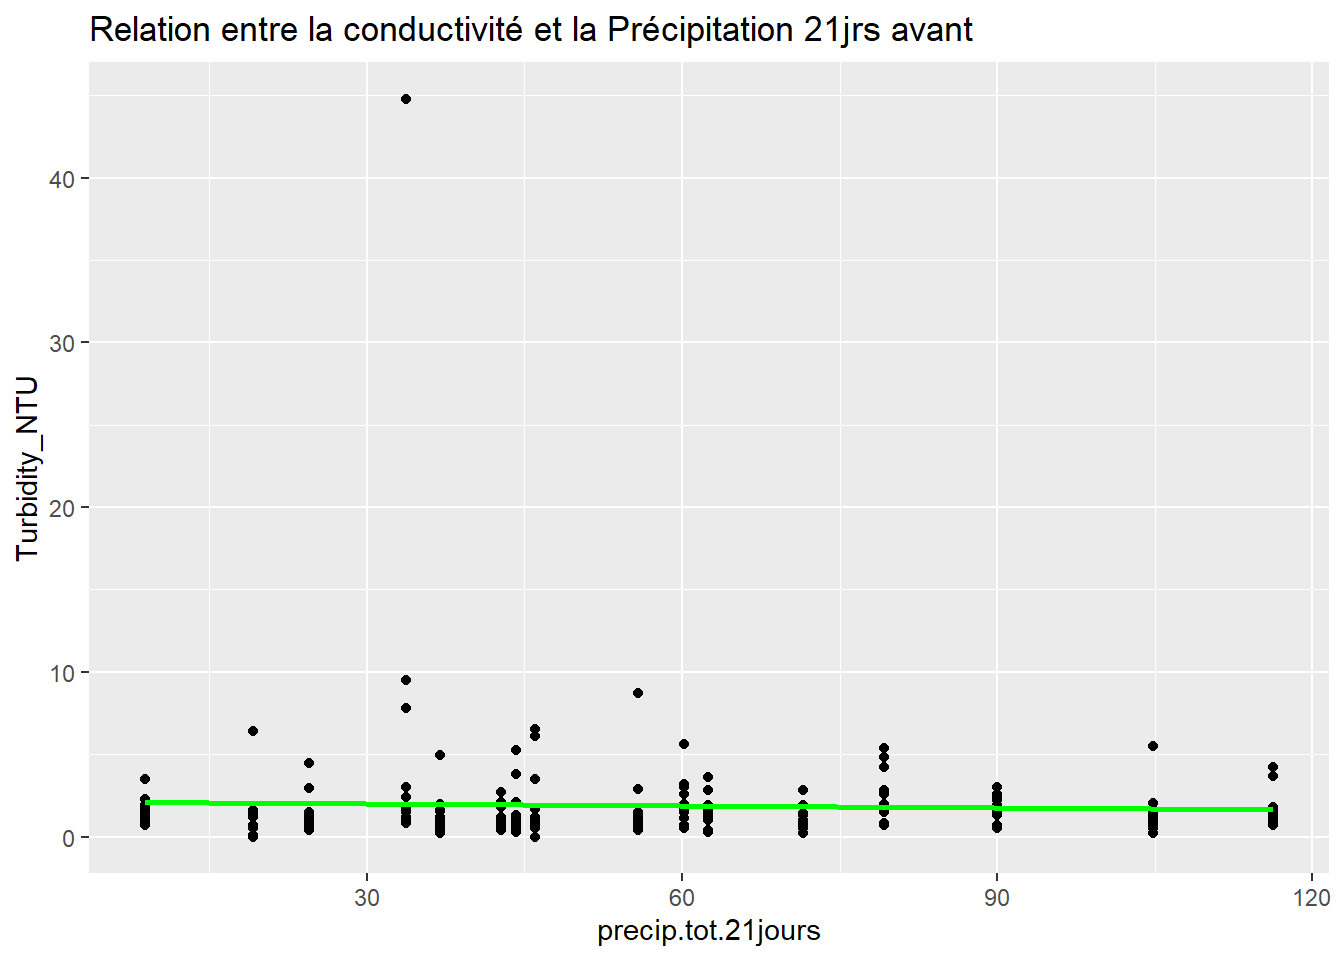 Relation entre la conductivité et la Précipitation 21jrs avant
40
30
20
10
0
Turbidity_NTU
30 60 90 120
precip.tot.21jours